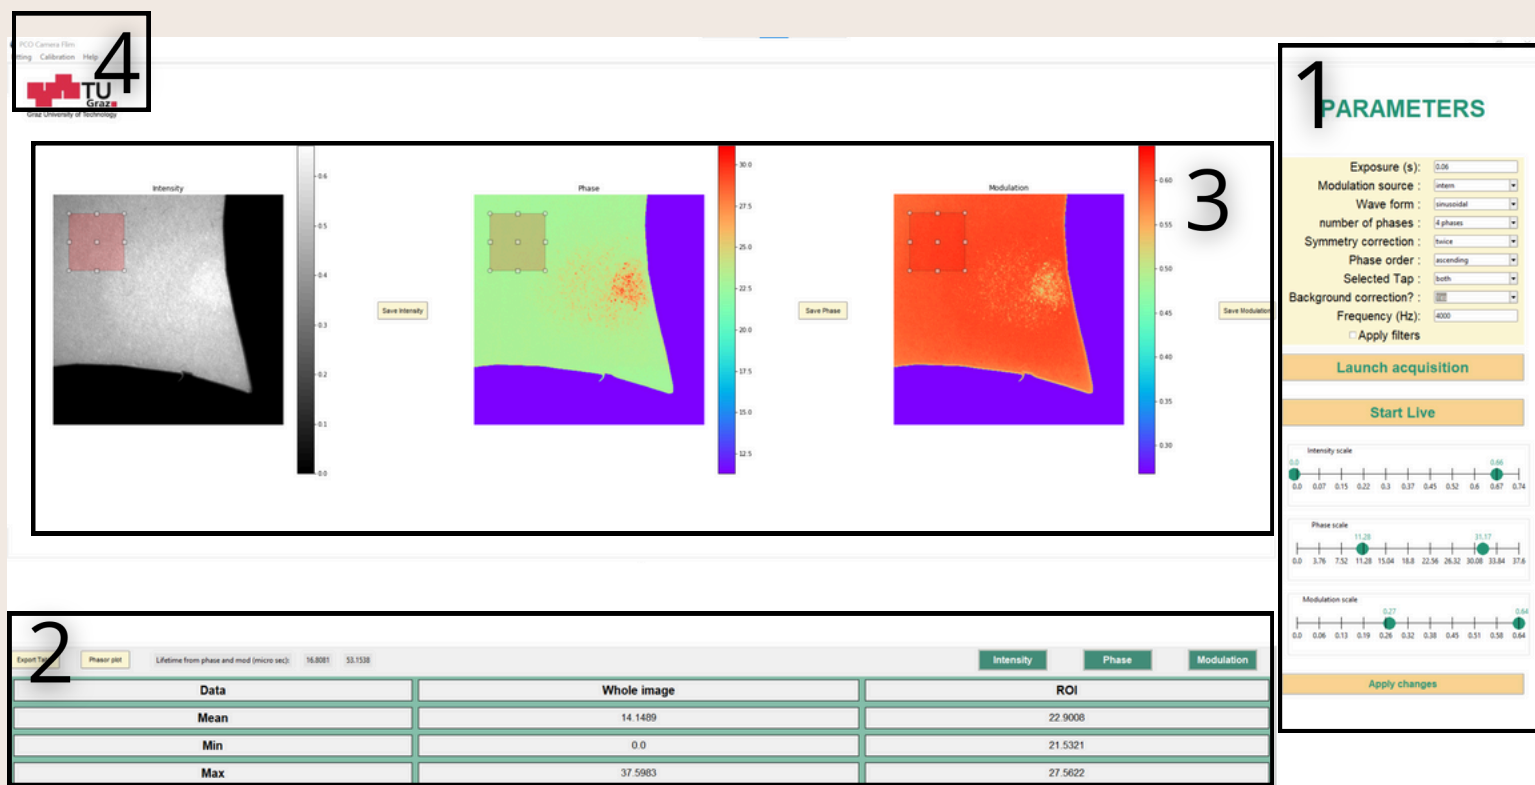 4
PCO Camera Flim
Calibration Help
TU
Graz
Graz University of Technology
1
PARAMETERS
Exposure (s): 0.06
Modulation source : intern
Wave form : sinusoidal
number of phases : 4 phases
Symmetry correction : twice
Phase order : ascending
Selected Tap : both
Background correction? :
Frequency (Hz): 4000
Apply filters
Launch acquisition
Start Live
Intensity scale
0.0 0.66
0.0 0.07 0.15 0.22 0.3 0.37 0.45 0.52 0.6 0.67 0.74
Phase scale
11.28 31.17
0.0 3.76 7.52 11.28 15.04 18.8 22.56 26.32 30.08 33.84 37.6
Modulation scale
0.27 0.64
0.0 0.06 0.13 0.19 0.26 0.32 0.38 0.45 0.51 0.58 0.64
Apply changes
3
Intensity
0.6
0.5
0.4
0.3
0.2
0.1
0.0
Save Intensity
Phase
30.0
27.5
25.0
22.5
20.0
17.5
15.0
12.5
Save Phase
Modulation
0.60
0.55
0.50
0.45
0.40
0.35
0.30
Save Modulation
2
Export Phasor plot Lifetime from phase and mod (micro sec): 16.8081 53.1538 Intensity Phase Modulation
Data Whole image ROI
Mean 14.1489 22.9008
Min 0.0 21.5321
Max 37.5983 27.5622